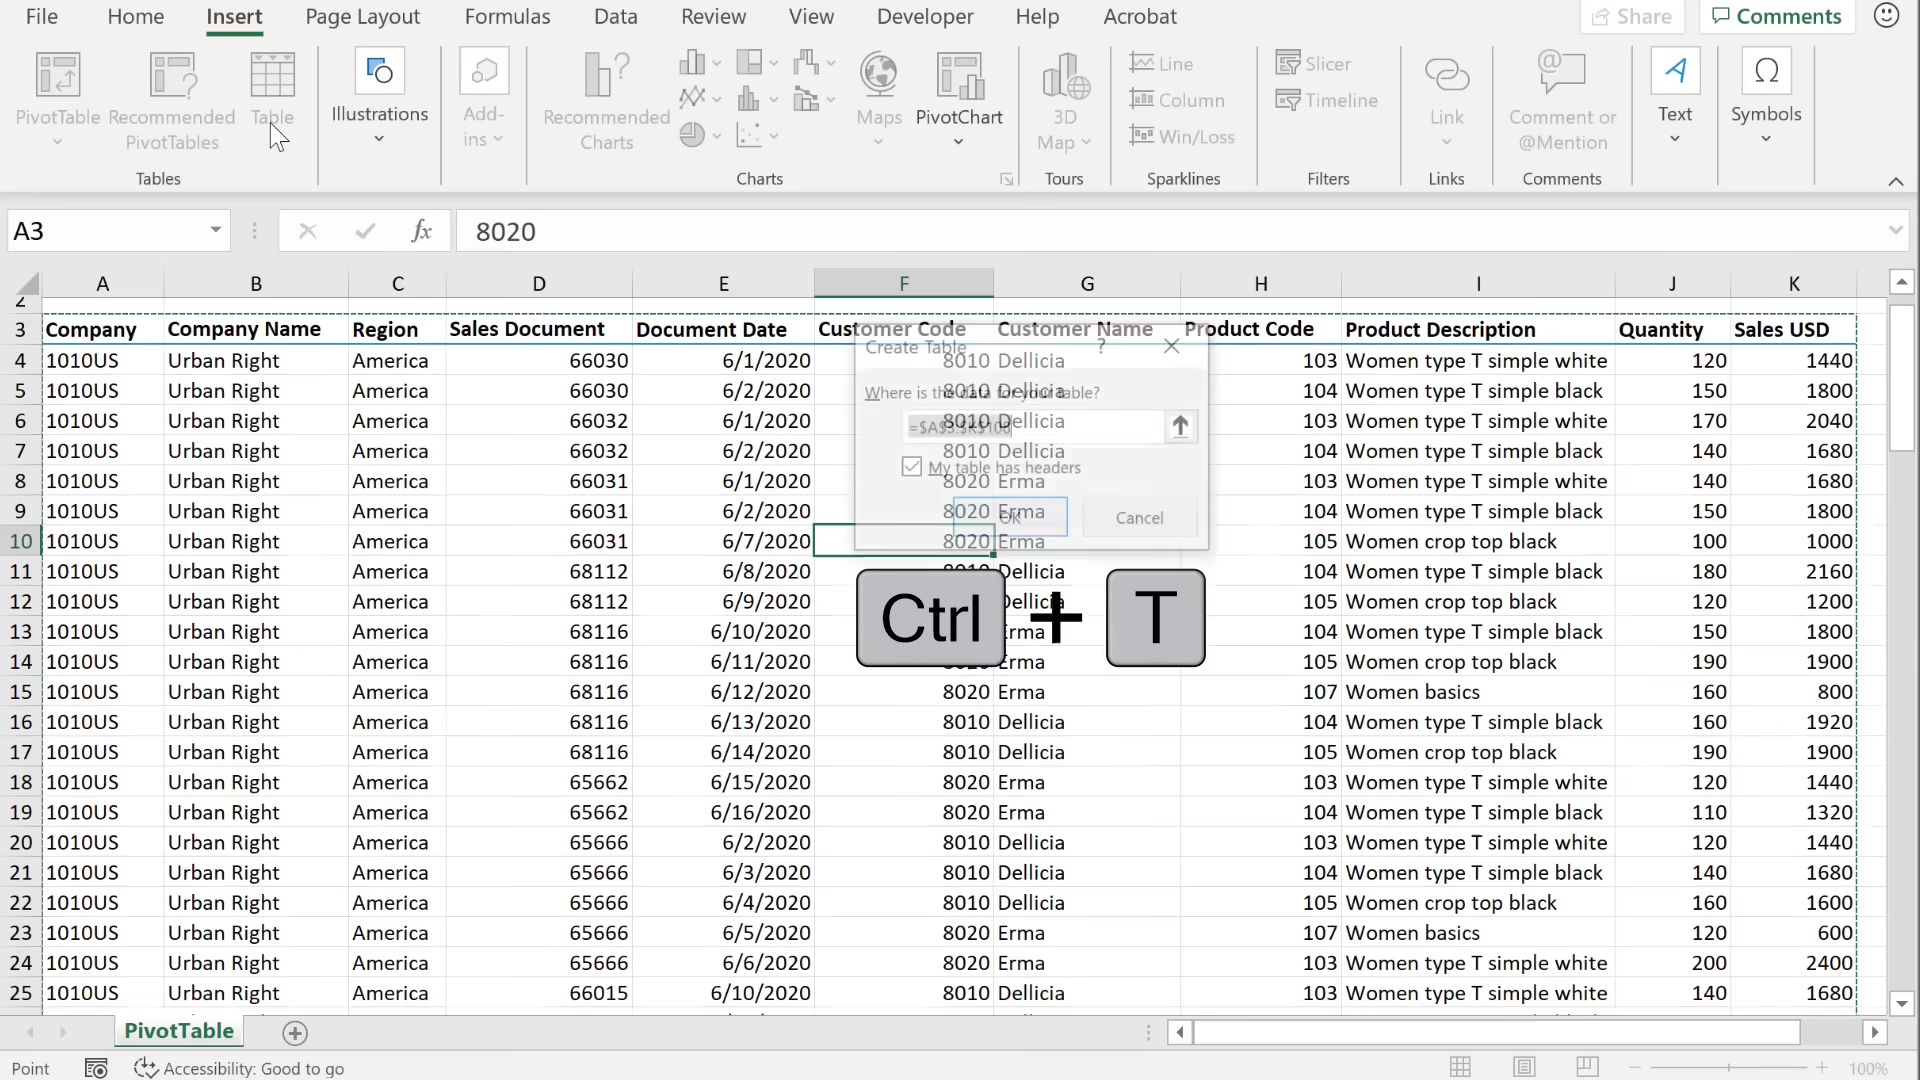 File Home Insert Page Layout Formulas Data Review View Developer Help Acrobat Share Comments
PivotTable Recommended PivotTables Table Illustrations Add-ins Recommended Charts Maps PivotChart 3D Map Line Column Win/Loss Slicer Timeline Link Comment or @Mention Text Symbols
Tables Charts Tours Sparklines Filters Links Comments
A3 fx 8020
A B C D E F G H I J K
2
3 Company Company Name Region Sales Document Document Date Customer Code Customer Name Product Code Product Description Quantity Sales USD
4 1010US Urban Right America 66030 6/1/2020 8010 Dellicia 103 Women type T simple white 120 1440
5 1010US Urban Right America 66030 6/2/2020 8010 Dellicia 104 Women type T simple black 150 1800
6 1010US Urban Right America 66032 6/1/2020 8010 Dellicia 103 Women type T simple white 170 2040
7 1010US Urban Right America 66032 6/2/2020 8010 Dellicia 104 Women type T simple black 140 1680
8 1010US Urban Right America 66031 6/1/2020 8020 Erma 103 Women type T simple white 140 1680
9 1010US Urban Right America 66031 6/2/2020 8020 Erma 104 Women type T simple black 150 1800
10 1010US Urban Right America 66031 6/7/2020 8020 Erma 105 Women crop top black 100 1000
11 1010US Urban Right America 68112 6/8/2020 8010 Dellicia 104 Women type T simple black 180 2160
12 1010US Urban Right America 68112 6/9/2020 Dellicia 105 Women crop top black 120 1200
13 1010US Urban Right America 68116 6/10/2020 Erma 104 Women type T simple black 150 1800
14 1010US Urban Right America 68116 6/11/2020 8020 Erma 105 Women crop top black 190 1900
15 1010US Urban Right America 68116 6/12/2020 8020 Erma 107 Women basics 160 800
16 1010US Urban Right America 68116 6/13/2020 8010 Dellicia 104 Women type T simple black 160 1920
17 1010US Urban Right America 68116 6/14/2020 8010 Dellicia 105 Women crop top black 190 1900
18 1010US Urban Right America 65662 6/15/2020 8020 Erma 103 Women type T simple white 120 1440
19 1010US Urban Right America 65662 6/16/2020 8020 Erma 104 Women type T simple black 110 1320
20 1010US Urban Right America 65666 6/2/2020 8010 Dellicia 103 Women type T simple white 120 1440
21 1010US Urban Right America 65666 6/3/2020 8010 Dellicia 104 Women type T simple black 140 1680
22 1010US Urban Right America 65666 6/4/2020 8010 Dellicia 105 Women crop top black 160 1600
23 1010US Urban Right America 65666 6/5/2020 8020 Erma 107 Women basics 120 600
24 1010US Urban Right America 65666 6/6/2020 8020 Erma 103 Women type T simple white 200 2400
25 1010US Urban Right America 66015 6/10/2020 8010 Dellicia 103 Women type T simple white 140 1680
Create Table ?
Where is the data for your table?
My table has headers
OK Cancel
Ctrl + T
PivotTable
Point Accessibility: Good to go 100%